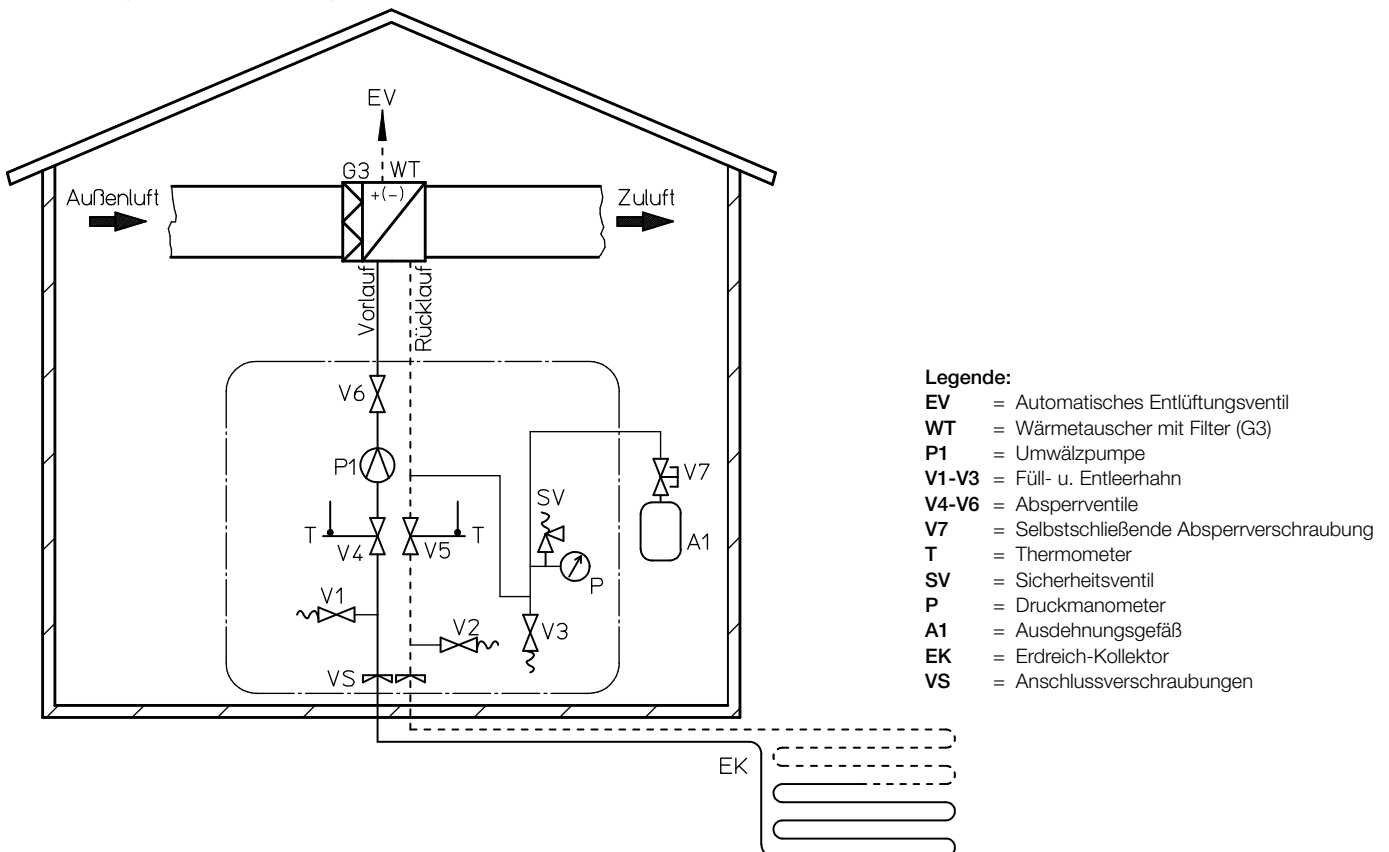 EV
G3 WT
+(-)
Außenluft
Zuluft
Vorlauf
Rücklauf
V6
P1
V7
SV
T
V4
V5
T
A1
P
V1
V2
V3
VS
EK
Legende:
EV = Automatisches Entlüftungsventil
WT = Wärmetauscher mit Filter (G3)
P1 = Umwälzpumpe
V1-V3 = Füll- u. Entleerhahn
V4-V6 = Absperrventile
V7 = Selbstschließende Absperrverschraubung
T = Thermometer
SV = Sicherheitsventil
P = Druckmanometer
A1 = Ausdehnungsgefäß
EK = Erdreich-Kollektor
VS = Anschlussverschraubungen